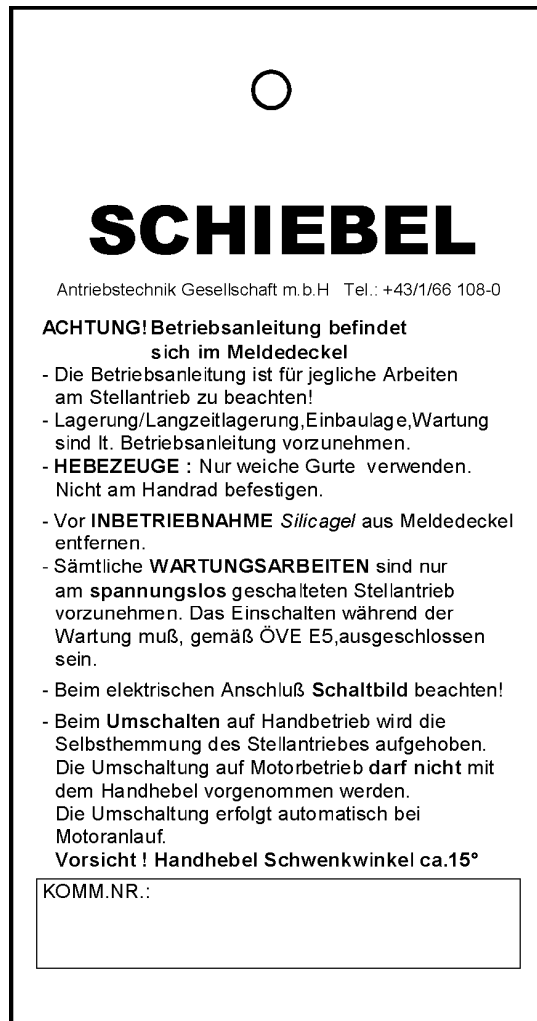 SCHIEBEL
Antriebstechnik Gesellschaft m.b.H Tel.: +43/1/66 108-0
ACHTUNG! Betriebsanleitung befindet
sich im Meldedeckel
- Die Betriebsanleitung ist für jegliche Arbeiten
am Stellantrieb zu beachten!
- Lagerung/Langzeitlagerung,Einbaulage,Wartung
sind lt. Betriebsanleitung vorzunehmen.
- HEBEZEUGE : Nur weiche Gurte verwenden.
Nicht am Handrad befestigen.
- Vor INBETRIEBNAHME Silicagel aus Meldedeckel
entfernen.
- Sämtliche WARTUNGSARBEITEN sind nur
am spannungslos geschalteten Stellantrieb
vorzunehmen. Das Einschalten während der
Wartung muß, gemäß ÖVE E5,ausgeschlossen
sein.
- Beim elektrischen Anschluß Schaltbild beachten!
- Beim Umschalten auf Handbetrieb wird die
Selbsthemmung des Stellantriebes aufgehoben.
Die Umschaltung auf Motorbetrieb darf nicht mit
dem Handhebel vorgenommen werden.
Die Umschaltung erfolgt automatisch bei
Motoranlauf.
Vorsicht ! Handhebel Schwenkwinkel ca.15°
KOMM.NR.: